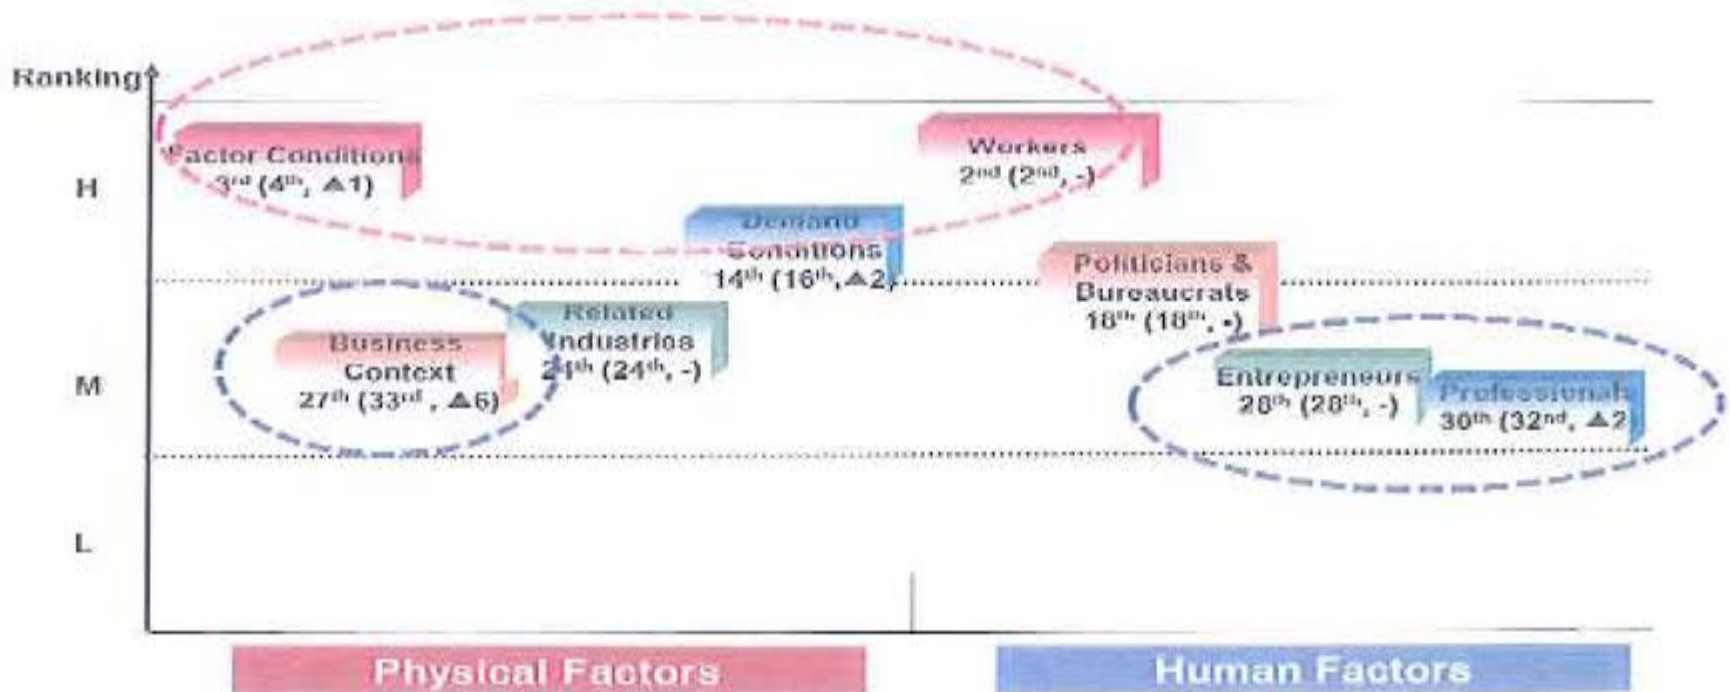 Ranking
H
M
L
Factor Conditions
3rd (4th, ▲1)
Workers
2nd (2nd, -)
Demand
Conditions
14th (16th, ▲2)
Politicians &
Bureaucrats
18th (18th, -)
Related
Industries
24th (24th, -)
Business
Context
27th (33rd , ▲6)
Entrepreneurs
28th (28th, -)
Professionals
30th (32nd, ▲2
Physical Factors
Human Factors